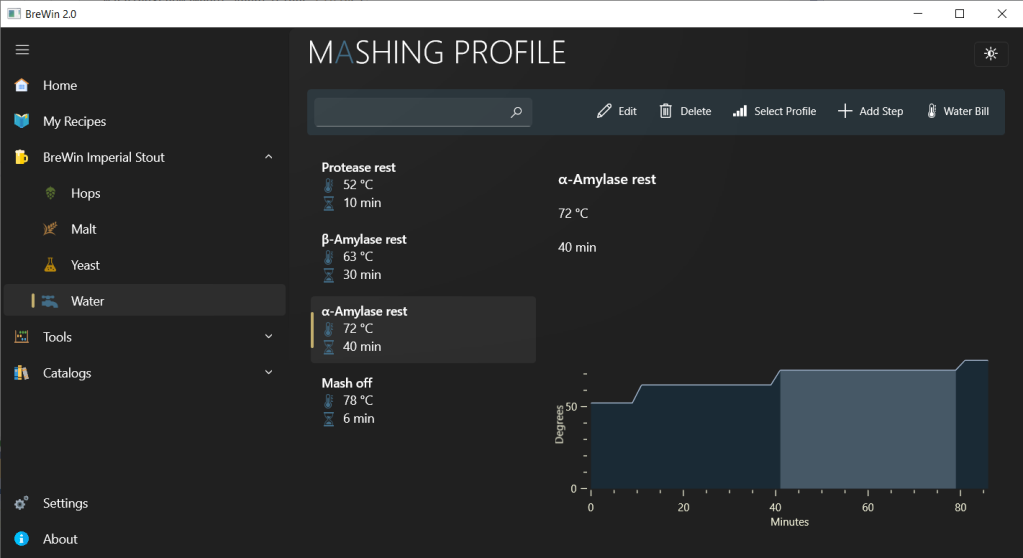 BreWin 2.0
MASHING PROFILE
Home
My Recipes
BreWin Imperial Stout
Hops
Malt
Yeast
Water
Tools
Catalogs
Settings
About
Edit
Delete
Select Profile
Add Step
Water Bill
Protease rest
52 °C
10 min
β-Amylase rest
63 °C
30 min
α-Amylase rest
72 °C
40 min
Mash off
78 °C
6 min
α-Amylase rest
72 °C
40 min
Degrees
50
0
0 20 40 60 80
Minutes